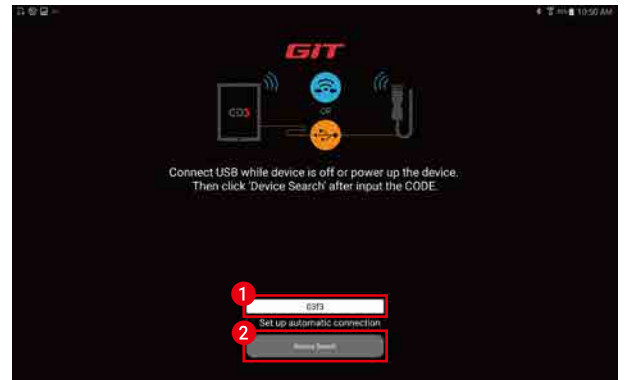 10:50 AM
GIT
GDS
OR
Connect USB while device is off or power up the device.
Then click 'Device Search' after input the CODE.
1
Set up automatic connection
2
Device Search